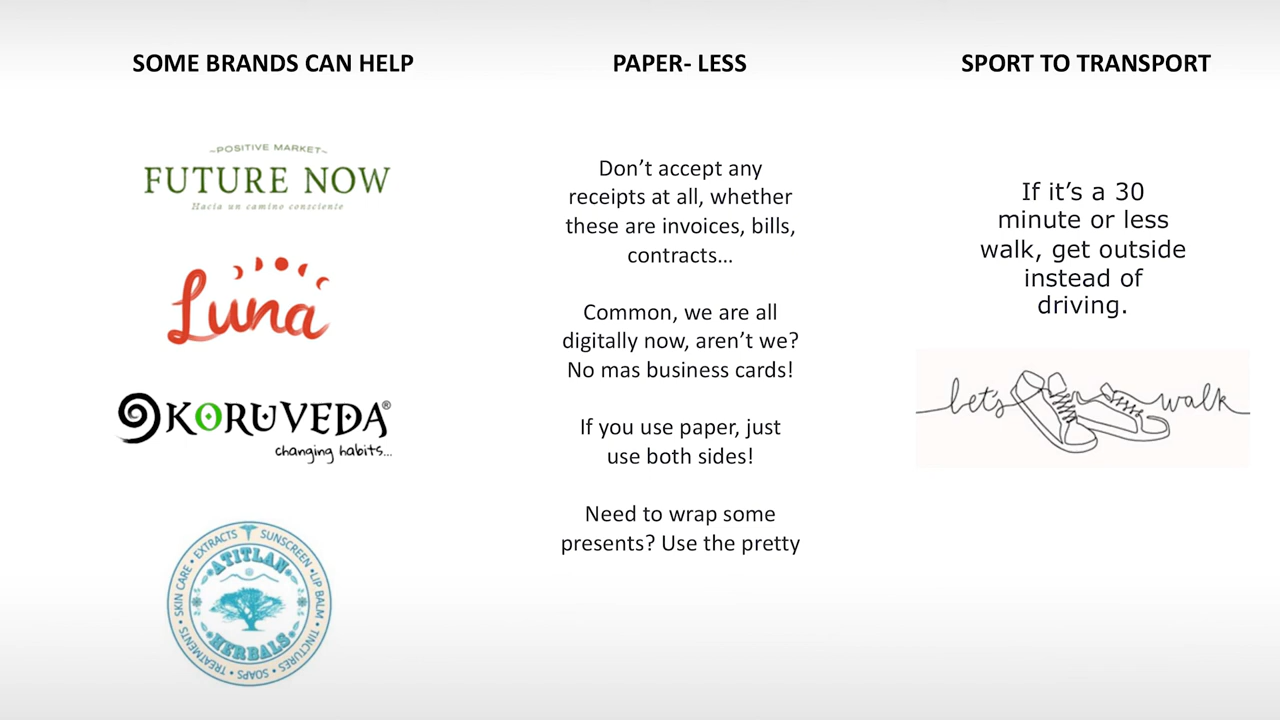 SOME BRANDS CAN HELP
~POSITIVE MARKET~
FUTURE NOW
Hacia un camino consciente
Luna
KORUVEDA®
changing habits...
ATITLAN
HERBALS
SKIN CARE • EXTRACTS
SUNSCREEN • LIP BALM • TINCTURES • SOAPS • TREATMENTS •
PAPER- LESS
Don’t accept any
receipts at all, whether
these are invoices, bills,
contracts…
Common, we are all
digitally now, aren’t we?
No mas business cards!
If you use paper, just
use both sides!
Need to wrap some
presents? Use the pretty
SPORT TO TRANSPORT
If it’s a 30
minute or less
walk, get outside
instead of
driving.
let's walk